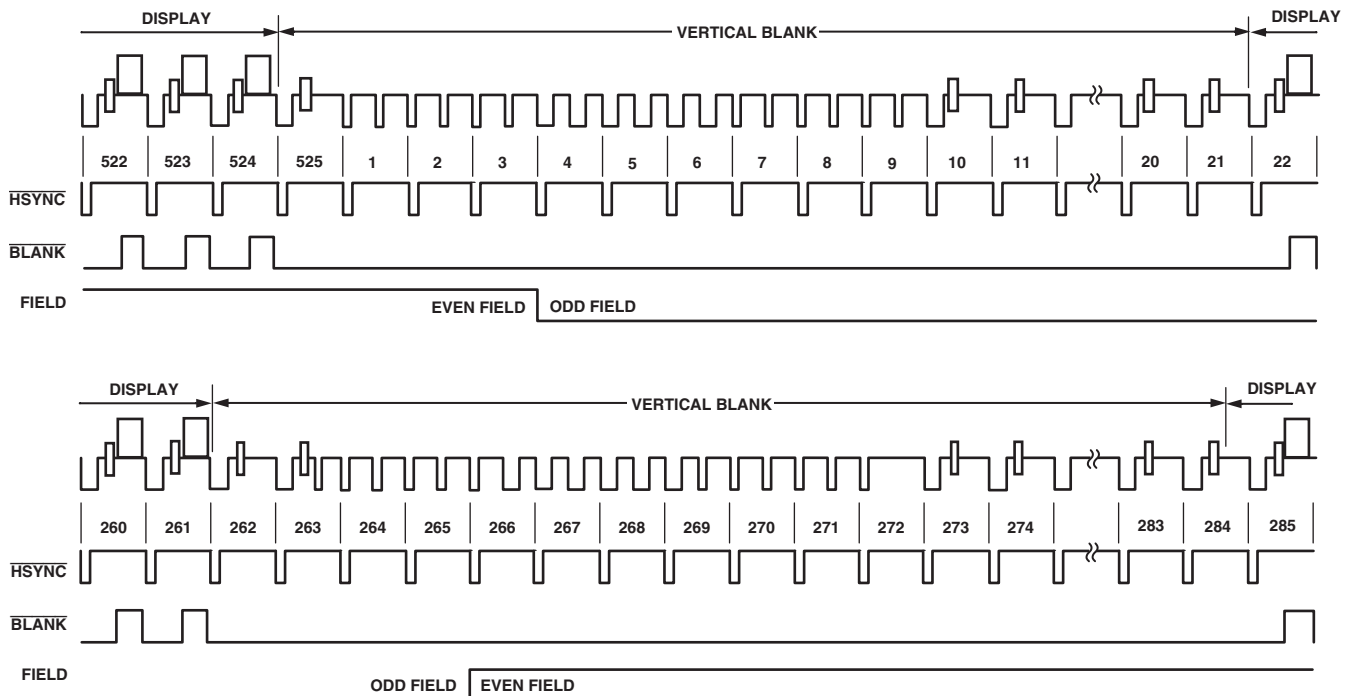 DISPLAY VERTICAL BLANK DISPLAY
522 523 524 525 1 2 3 4 5 6 7 8 9 10 11 20 21 22
HSYNC
BLANK
FIELD EVEN FIELD ODD FIELD
DISPLAY VERTICAL BLANK DISPLAY
260 261 262 263 264 265 266 267 268 269 270 271 272 273 274 283 284 285
HSYNC
BLANK
FIELD ODD FIELD EVEN FIELD